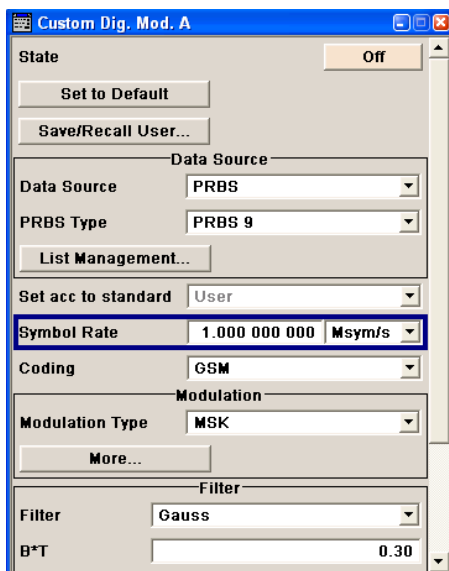 Custom Dig. Mod. A
State Off
Set to Default
Save/Recall User...
Data Source
Data Source PRBS
PRBS Type PRBS 9
List Management...
Set acc to standard User
Symbol Rate 1.000 000 000 Msym/s
Coding GSM
Modulation
Modulation Type MSK
More...
Filter
Filter Gauss
B*T 0.30